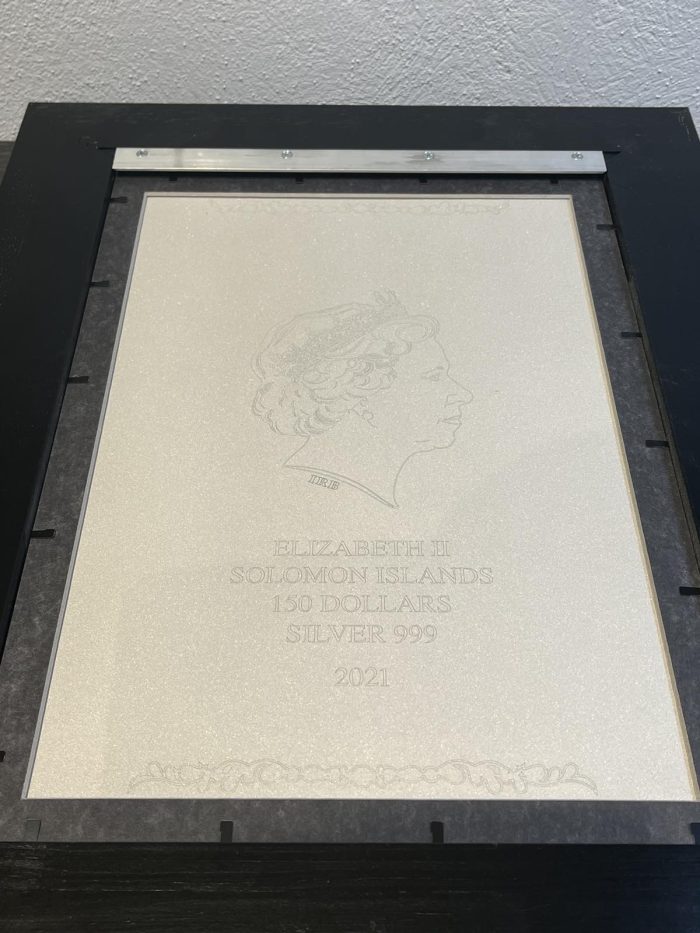 IRB
ELIZABETH II
SOLOMON ISLANDS
150 DOLLARS
SILVER 999
2021